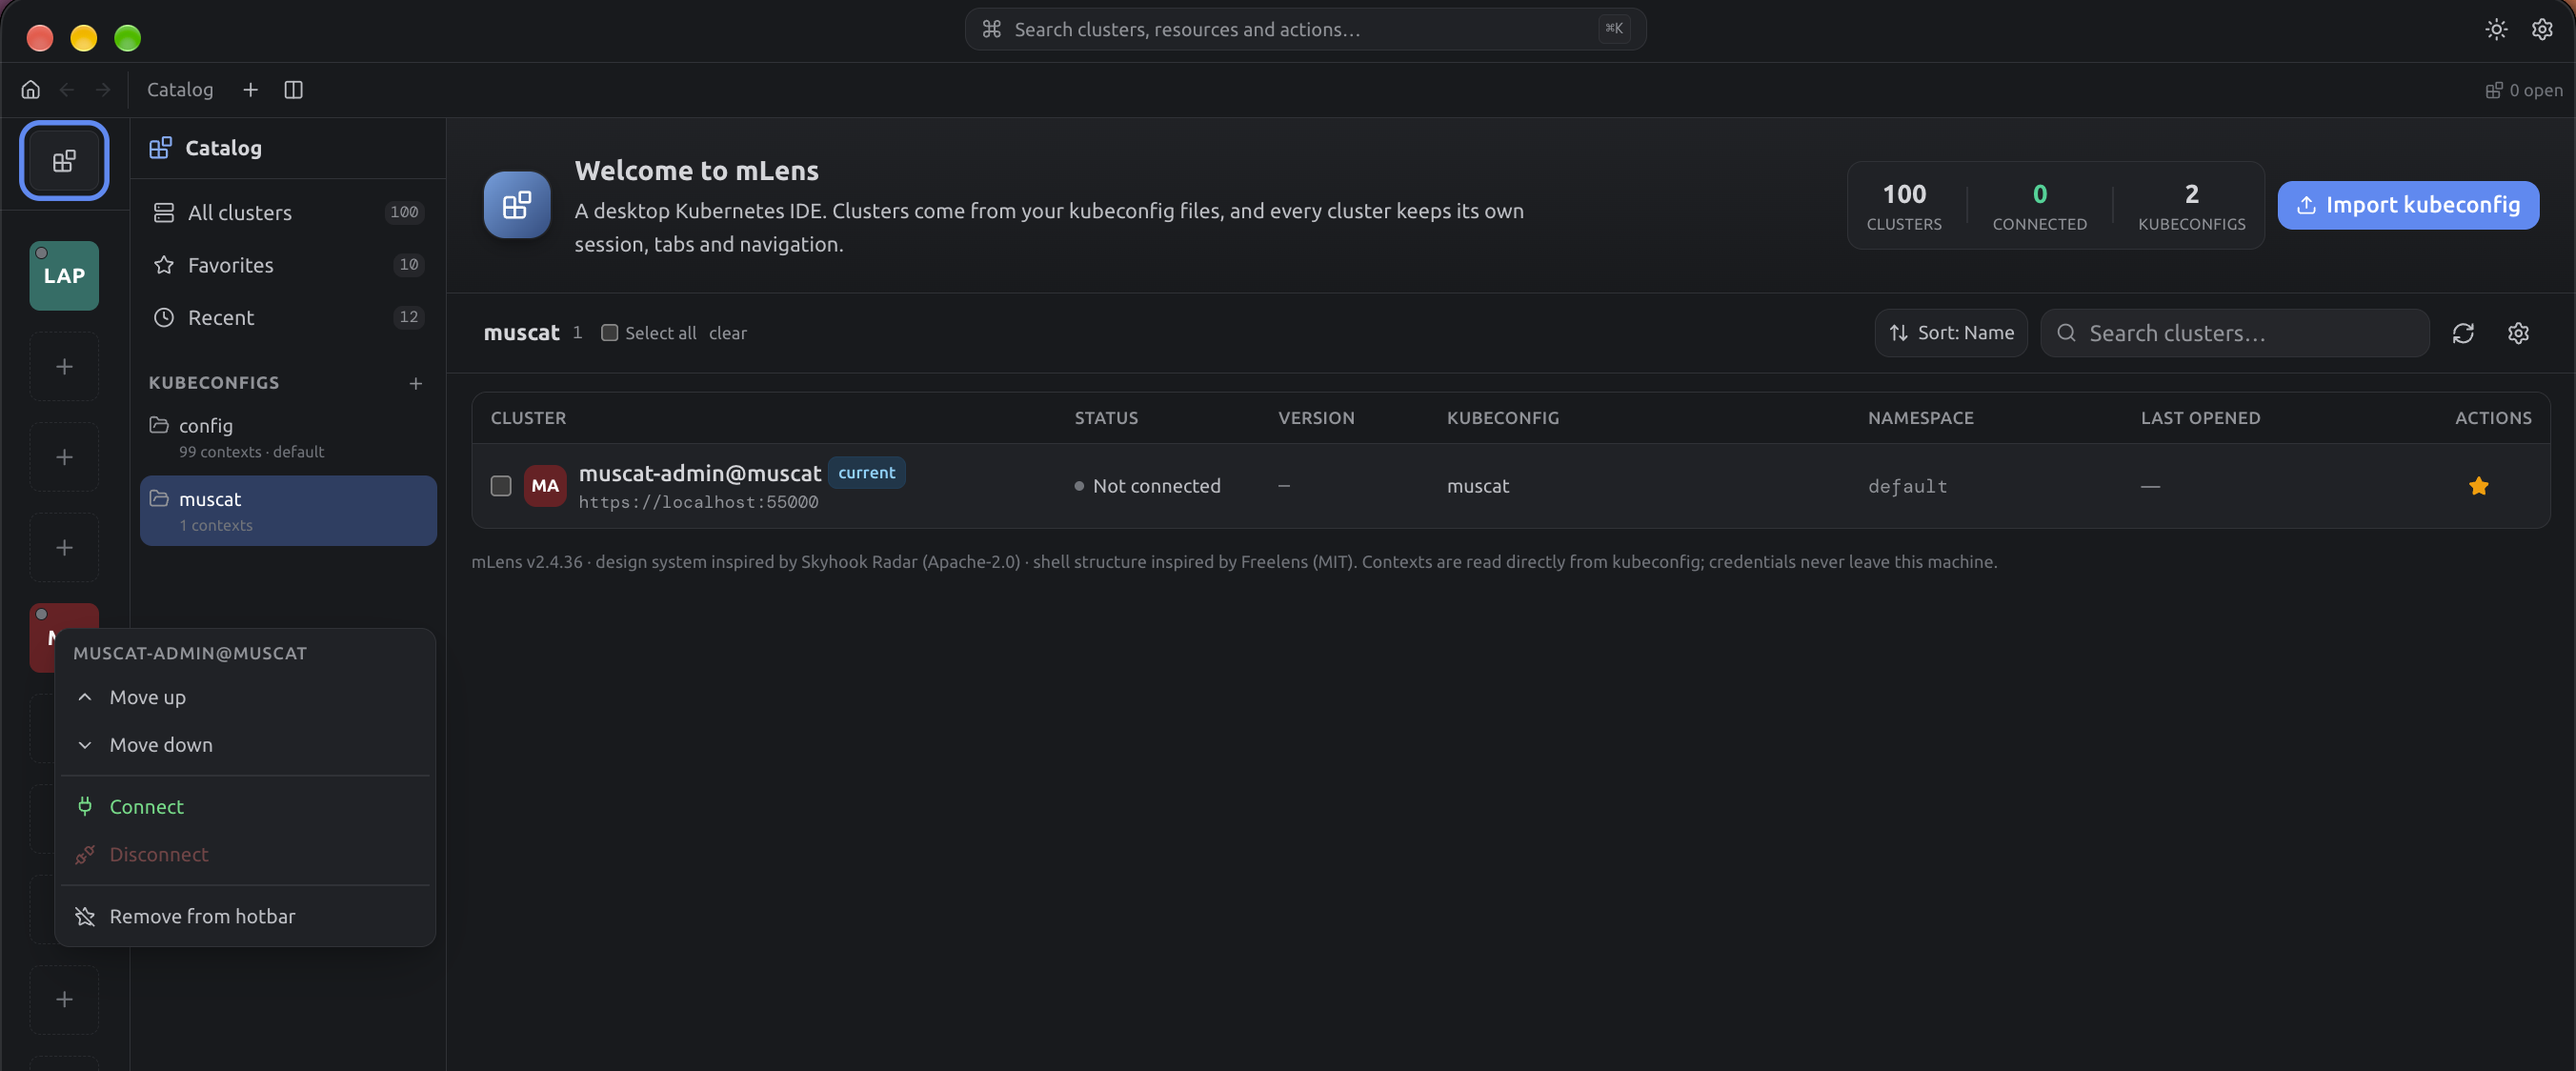 Search clusters, resources and actions… ⌘K
Catalog
0 open
Catalog
All clusters 100
Favorites 10
Recent 12
KUBECONFIGS
config
99 contexts · default
muscat
1 contexts
LAP
MUSCAT-ADMIN@MUSCAT
Move up
Move down
Connect
Disconnect
Remove from hotbar
Welcome to mLens
A desktop Kubernetes IDE. Clusters come from your kubeconfig files, and every cluster keeps its own
session, tabs and navigation.
100 0 2
CLUSTERS CONNECTED KUBECONFIGS
Import kubeconfig
muscat 1 Select all clear
Sort: Name
Search clusters…
CLUSTER STATUS VERSION KUBECONFIG NAMESPACE LAST OPENED ACTIONS
MA muscat-admin@muscat current
https://localhost:55000
Not connected – muscat default —
mLens v2.4.36 · design system inspired by Skyhook Radar (Apache-2.0) · shell structure inspired by Freelens (MIT). Contexts are read directly from kubeconfig; credentials never leave this machine.